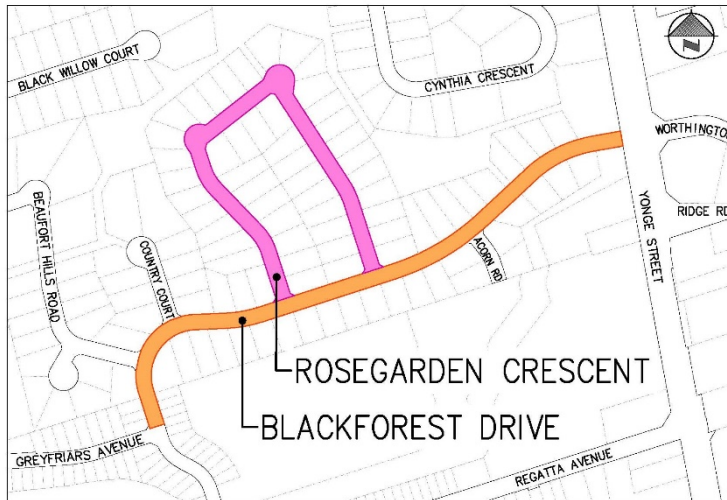 BLACK WILLOW COURT
CYNTHIA CRESCENT
N
WORTHINGTON
BEAUFORT HILLS ROAD
COUNTRY COURT
ACORN RD
YONGE STREET
RIDGE RD
ROSEGARDEN CRESCENT
BLACKFOREST DRIVE
GREYFRIARS AVENUE
REGATTA AVENUE